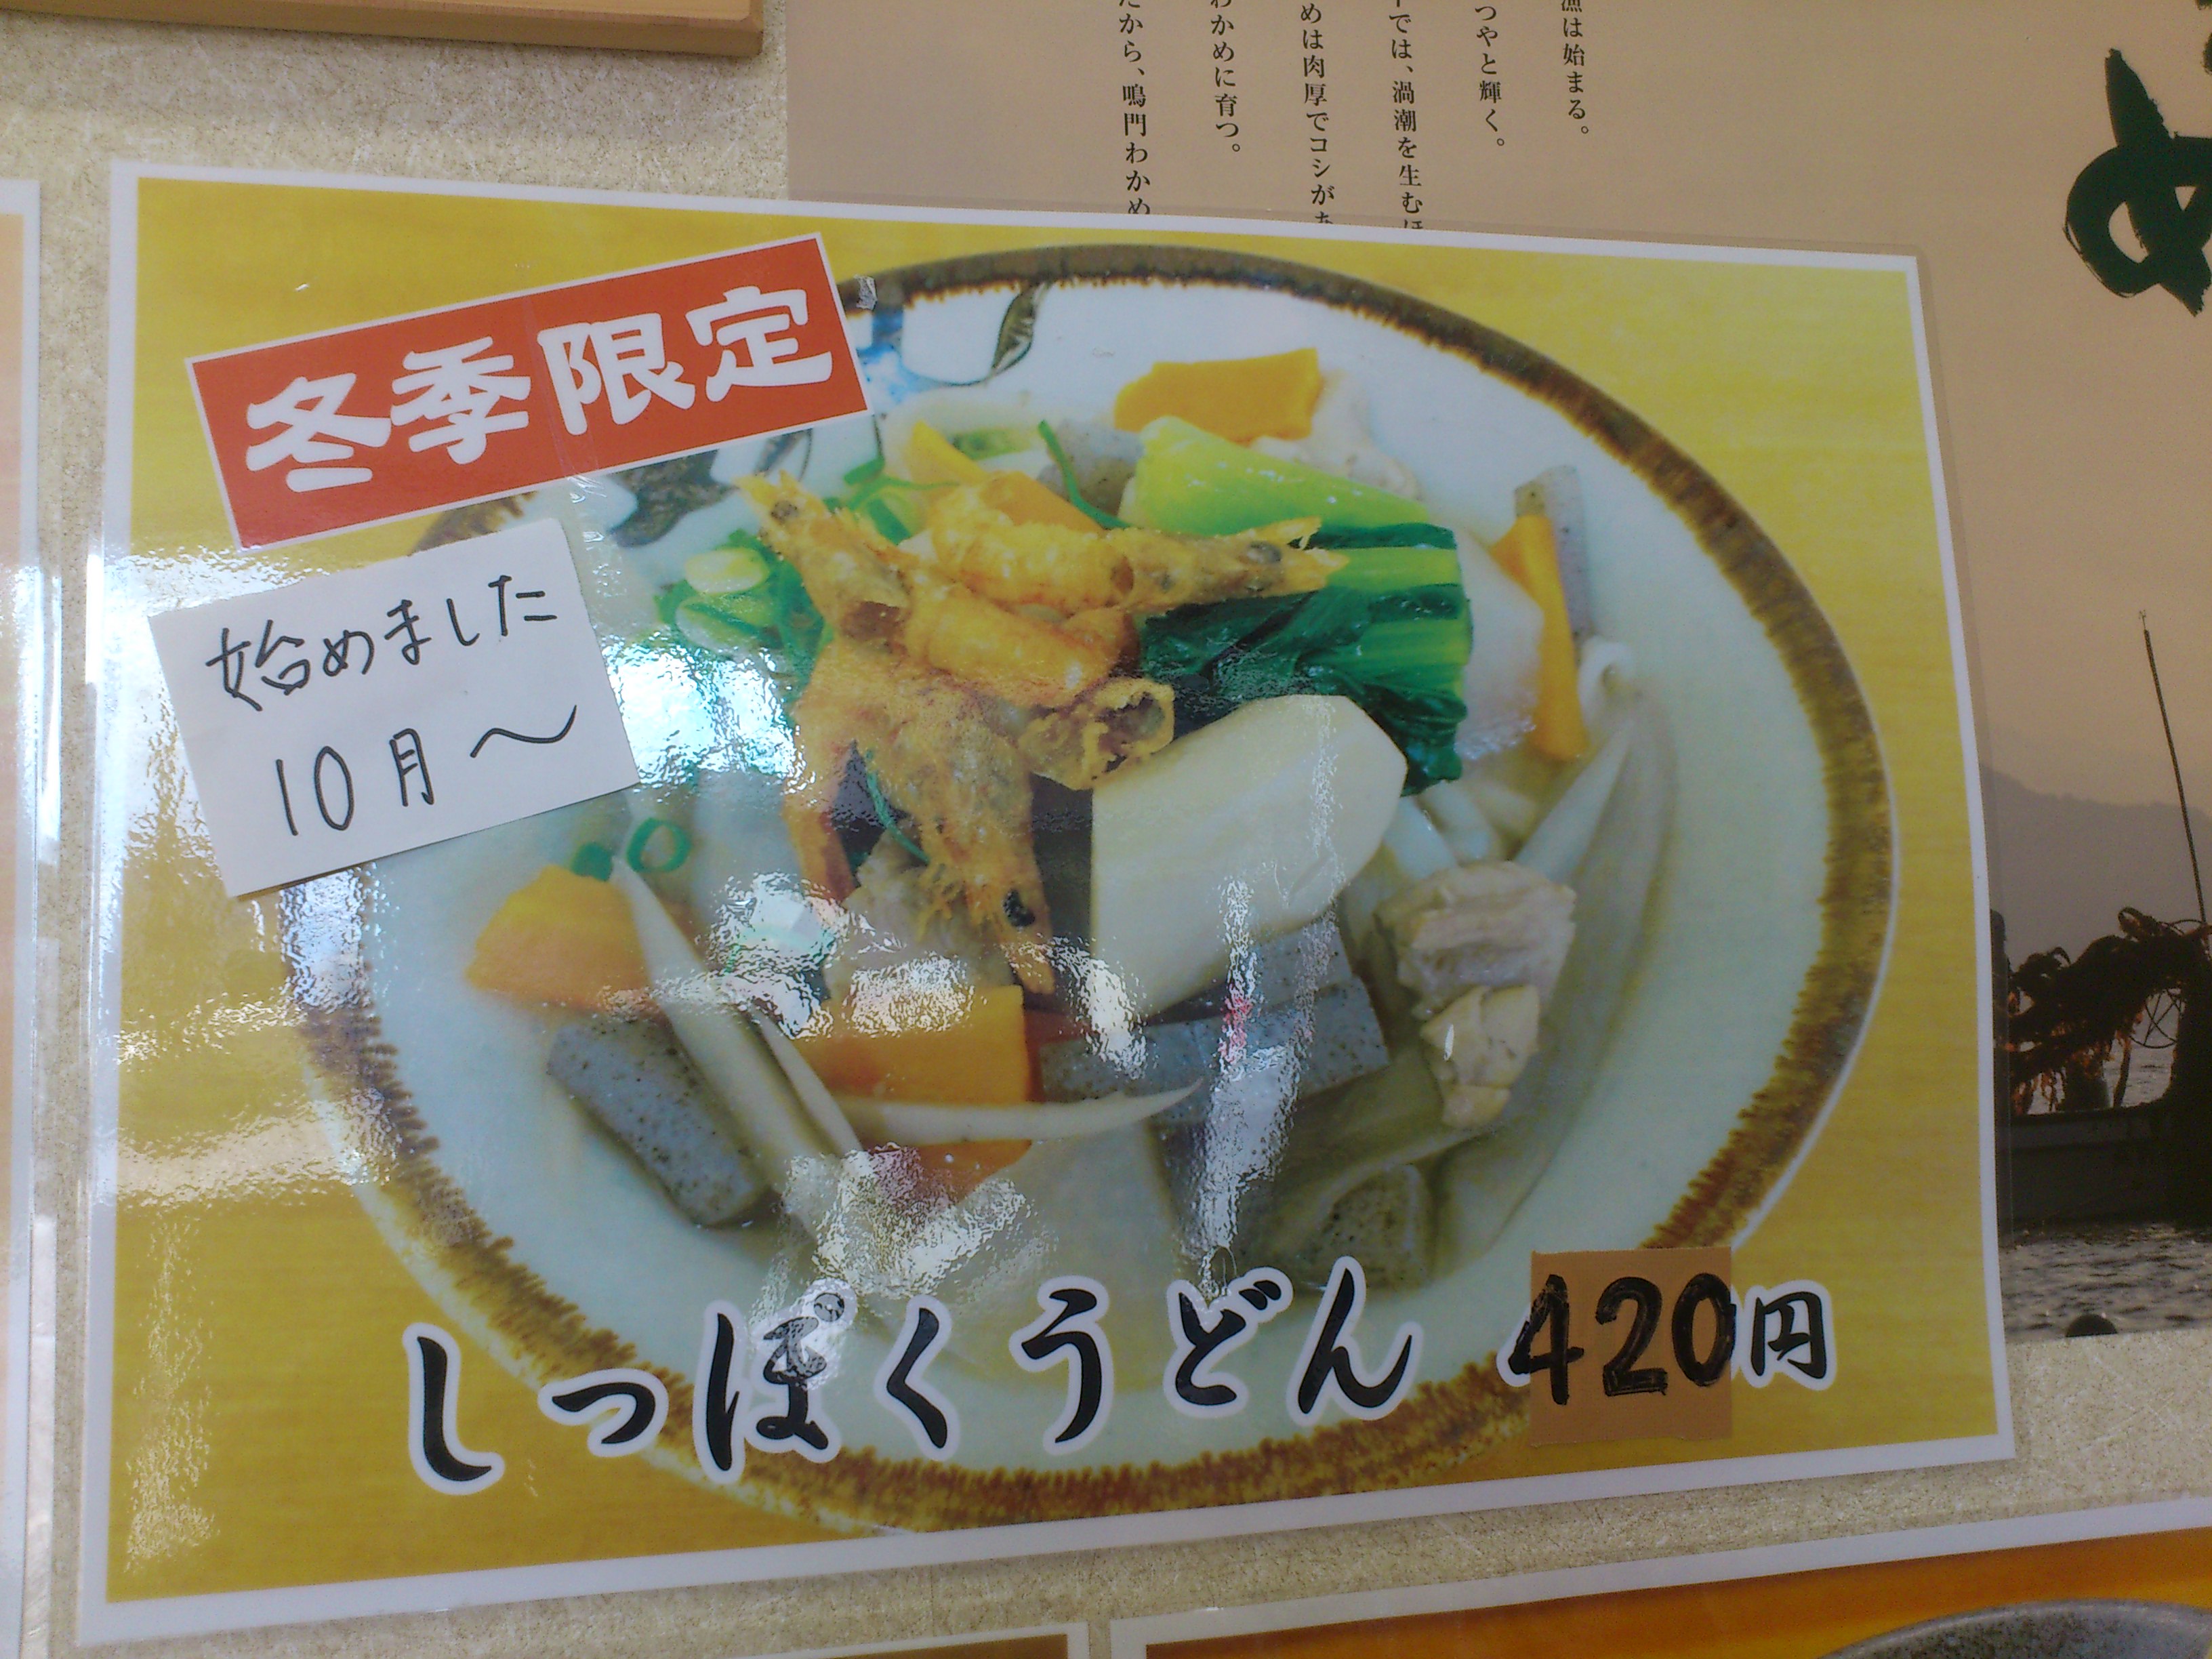 漁は始まる。
つやと輝く。
では、渦潮を生む
めは肉厚でコシが
わかめに育つ。
だから、鳴門わかめ
め
冬季限定
始めました
10月〜
しっぽくうどん 420円